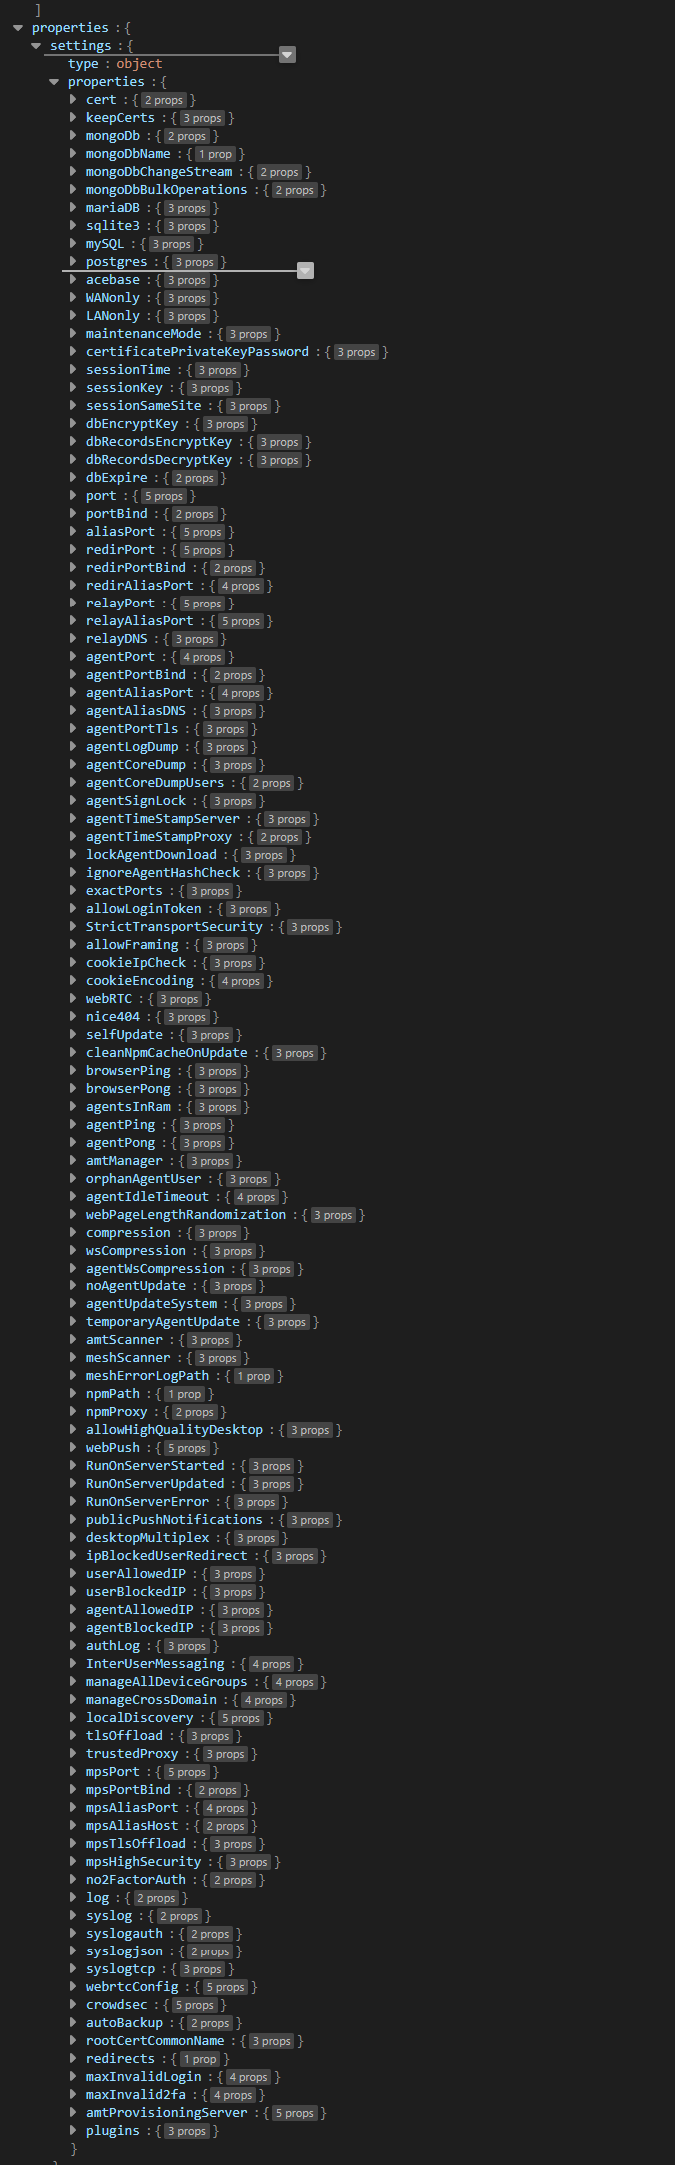 ]
properties : {
settings : {
type : object
properties : {
cert : { 2 props }
keepCerts : { 3 props }
mongoDb : { 2 props }
mongoDbName : { 1 prop }
mongoDbChangeStream : { 2 props }
mongoDbBulkOperations : { 2 props }
mariaDB : { 3 props }
sqlite3 : { 3 props }
mySQL : { 3 props }
postgres : { 3 props }
acebase : { 3 props }
WANonly : { 3 props }
LANonly : { 3 props }
maintenanceMode : { 3 props }
certificatePrivateKeyPassword : { 3 props }
sessionTime : { 3 props }
sessionKey : { 3 props }
sessionSameSite : { 3 props }
dbEncryptKey : { 3 props }
dbRecordsEncryptKey : { 3 props }
dbRecordsDecryptKey : { 3 props }
dbExpire : { 2 props }
port : { 5 props }
portBind : { 2 props }
aliasPort : { 5 props }
redirPort : { 5 props }
redirPortBind : { 2 props }
redirAliasPort : { 4 props }
relayPort : { 5 props }
relayAliasPort : { 5 props }
relayDNS : { 3 props }
agentPort : { 4 props }
agentPortBind : { 2 props }
agentAliasPort : { 4 props }
agentAliasDNS : { 3 props }
agentPortTls : { 3 props }
agentLogDump : { 3 props }
agentCoreDump : { 3 props }
agentCoreDumpUsers : { 2 props }
agentSignLock : { 3 props }
agentTimeStampServer : { 3 props }
agentTimeStampProxy : { 2 props }
lockAgentDownload : { 3 props }
ignoreAgentHashCheck : { 3 props }
exactPorts : { 3 props }
allowLoginToken : { 3 props }
StrictTransportSecurity : { 3 props }
allowFraming : { 3 props }
cookieIpCheck : { 3 props }
cookieEncoding : { 4 props }
webRTC : { 3 props }
nice404 : { 3 props }
selfUpdate : { 3 props }
cleanNpmCacheOnUpdate : { 3 props }
browserPing : { 3 props }
browserPong : { 3 props }
agentsInRam : { 3 props }
agentPing : { 3 props }
agentPong : { 3 props }
amtManager : { 3 props }
orphanAgentUser : { 3 props }
agentIdleTimeout : { 4 props }
webPageLengthRandomization : { 3 props }
compression : { 3 props }
wsCompression : { 3 props }
agentWsCompression : { 3 props }
noAgentUpdate : { 3 props }
agentUpdateSystem : { 3 props }
temporaryAgentUpdate : { 3 props }
amtScanner : { 3 props }
meshScanner : { 3 props }
meshErrorLogPath : { 1 prop }
npmPath : { 1 prop }
npmProxy : { 2 props }
allowHighQualityDesktop : { 3 props }
webPush : { 5 props }
RunOnServerStarted : { 3 props }
RunOnServerUpdated : { 3 props }
RunOnServerError : { 3 props }
publicPushNotifications : { 3 props }
desktopMultiplex : { 3 props }
ipBlockedUserRedirect : { 3 props }
userAllowedIP : { 3 props }
userBlockedIP : { 3 props }
agentAllowedIP : { 3 props }
agentBlockedIP : { 3 props }
authLog : { 3 props }
InterUserMessaging : { 4 props }
manageAllDeviceGroups : { 4 props }
manageCrossDomain : { 4 props }
localDiscovery : { 5 props }
tlsOffload : { 3 props }
trustedProxy : { 3 props }
mpsPort : { 5 props }
mpsPortBind : { 2 props }
mpsAliasPort : { 4 props }
mpsAliasHost : { 2 props }
mpsTlsOffload : { 3 props }
mpsHighSecurity : { 3 props }
no2FactorAuth : { 2 props }
log : { 2 props }
syslog : { 2 props }
syslogauth : { 2 props }
syslogjson : { 2 props }
syslogtcp : { 3 props }
webrtcConfig : { 5 props }
crowdsec : { 5 props }
autoBackup : { 2 props }
rootCertCommonName : { 3 props }
redirects : { 1 prop }
maxInvalidLogin : { 4 props }
maxInvalid2fa : { 4 props }
amtProvisioningServer : { 5 props }
plugins : { 3 props }
}